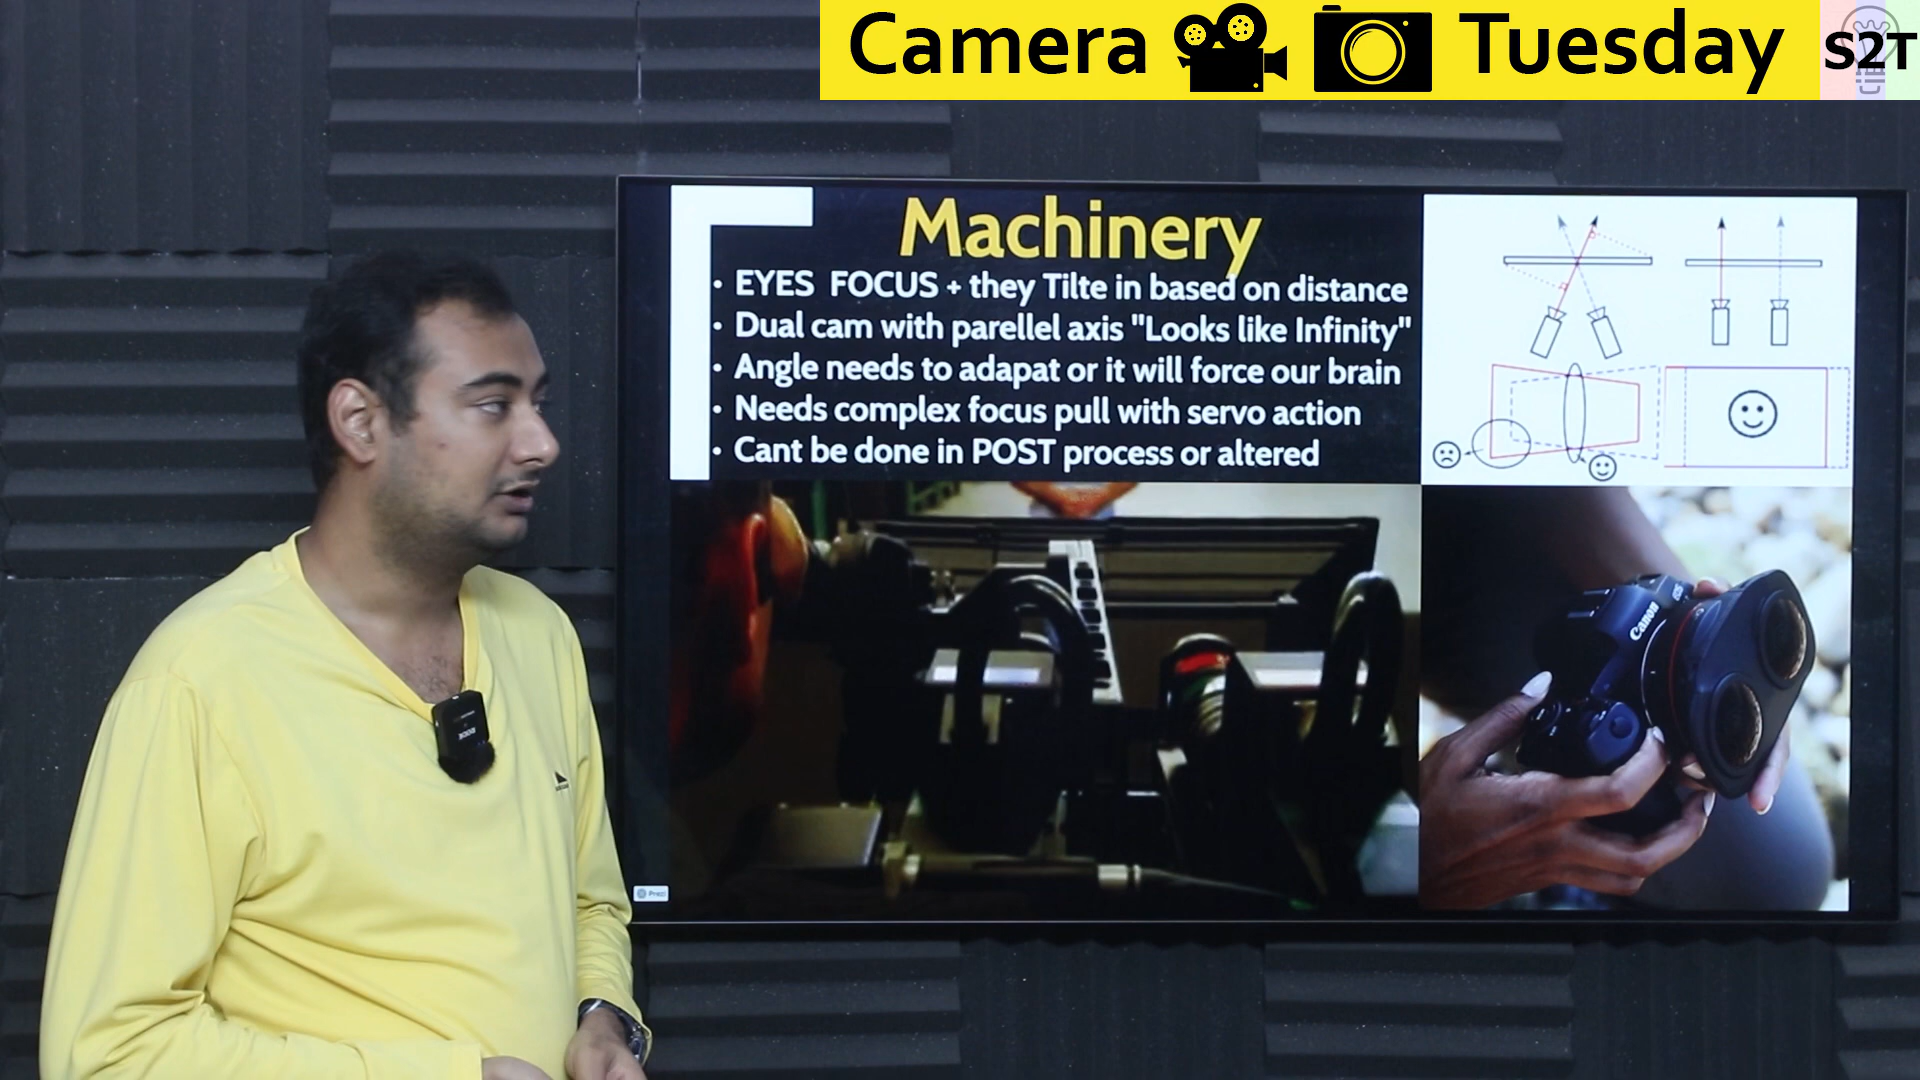 Camera Tuesday
S2T
Machinery
• EYES FOCUS + they Tilte in based on distance
• Dual cam with parellel axis "Looks like Infinity"
• Angle needs to adapat or it will force our brain
• Needs complex focus pull with servo action
• Cant be done in POST process or altered
Canon
Prezi
RODE